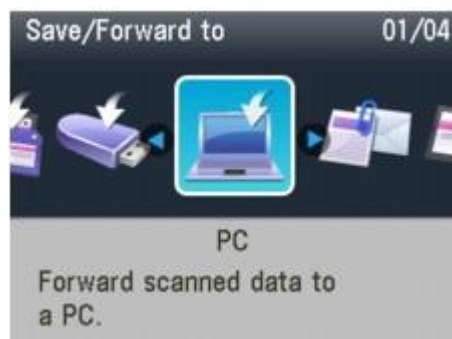 Save/Forward to 01/04
PC
Forward scanned data to
a PC.